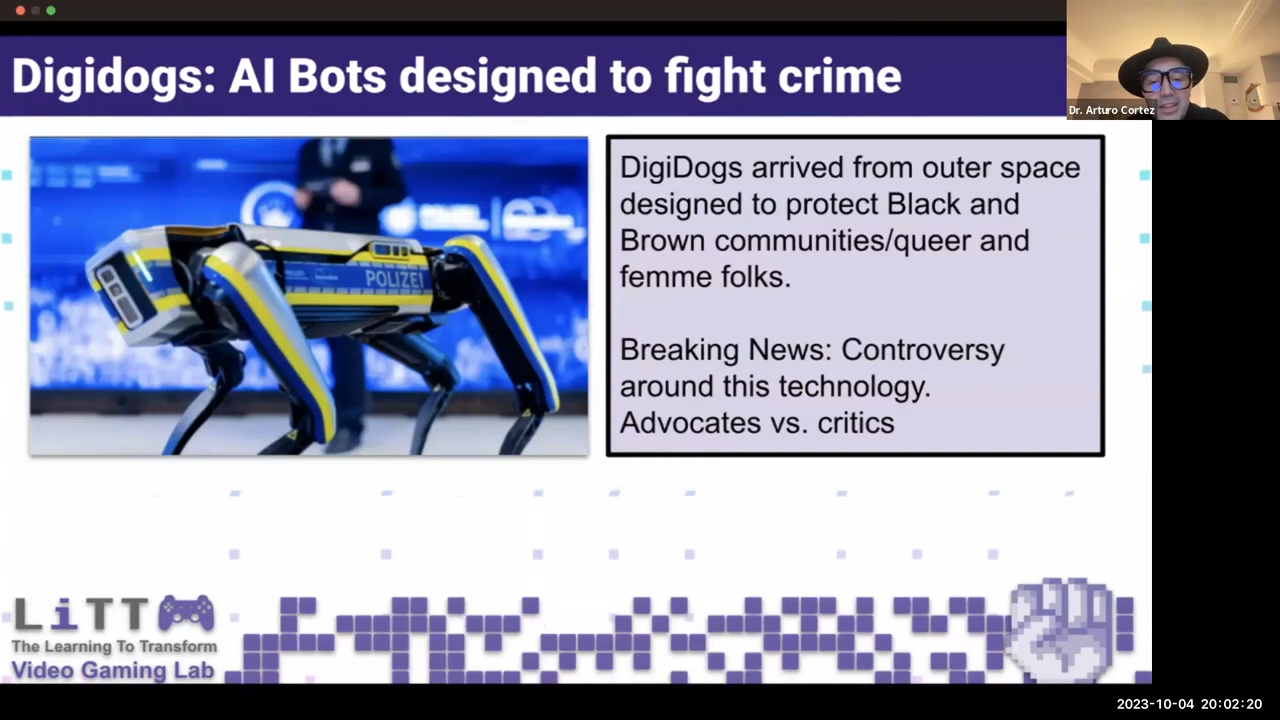 Digidogs: AI Bots designed to fight crime
Dr. Arturo Cortez
POLIZEI
DigiDogs arrived from outer space
designed to protect Black and
Brown communities/queer and
femme folks.
Breaking News: Controversy
around this technology.
Advocates vs. critics
LiTT
The Learning To Transform
Video Gaming Lab
2023-10-04 20:02:20